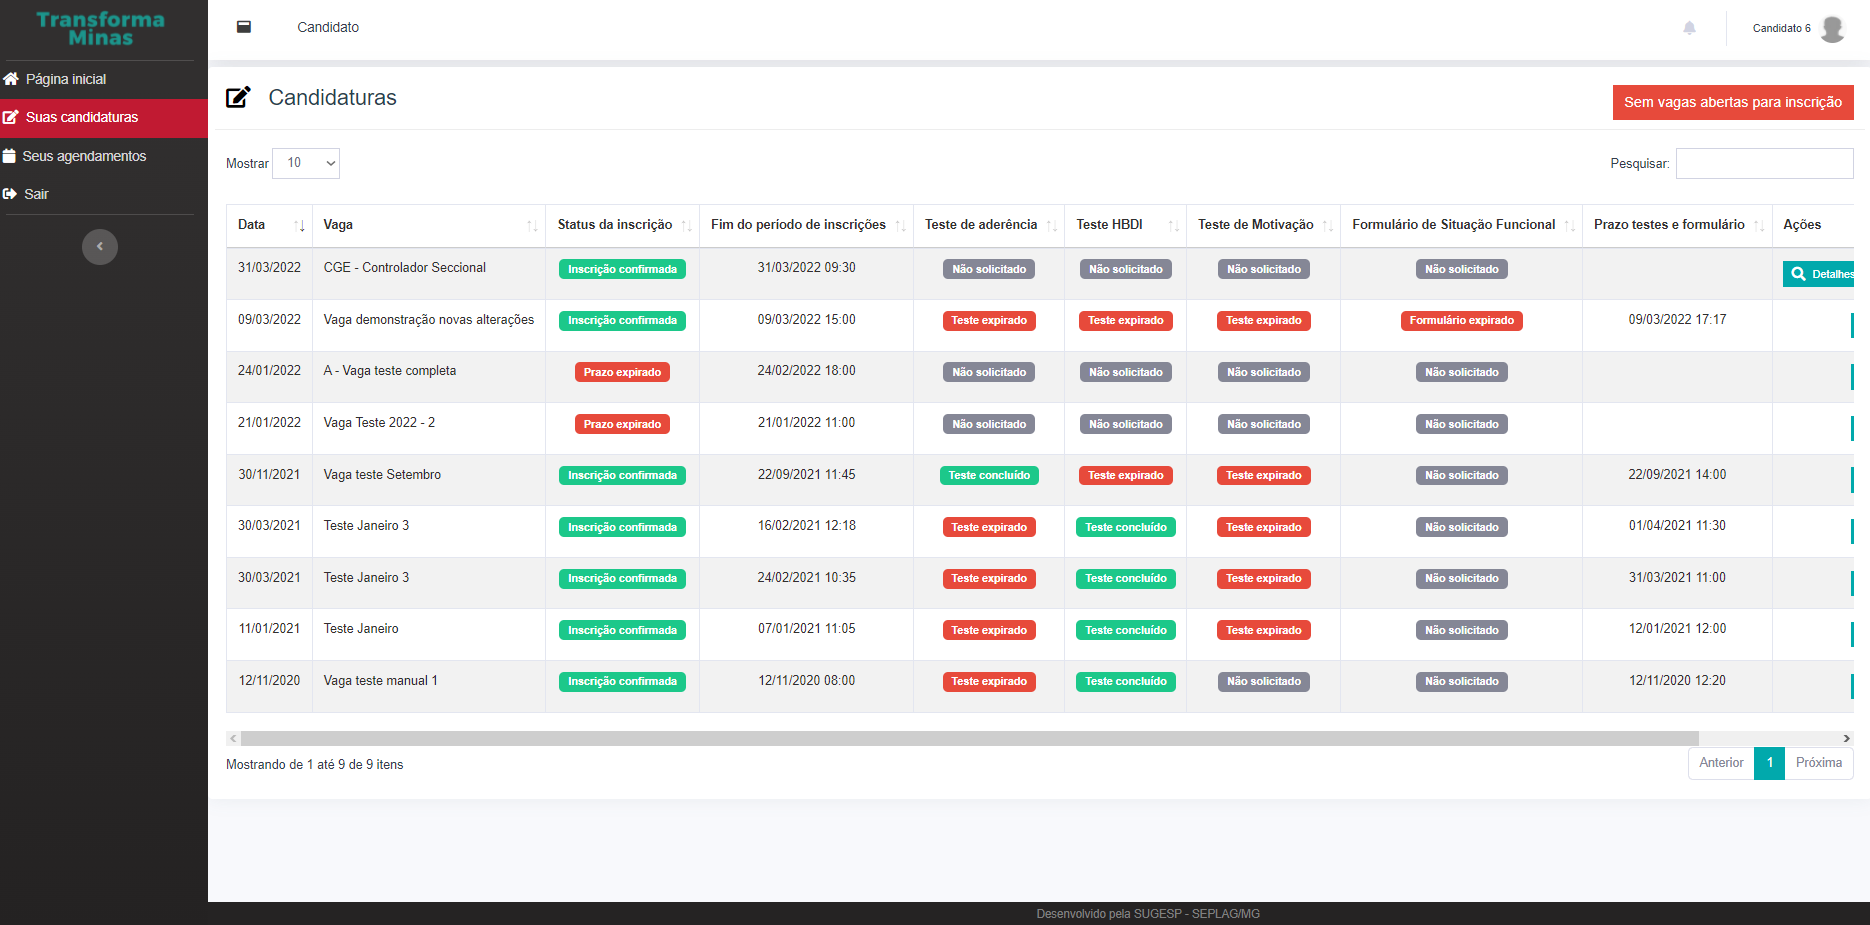 Transforma
Minas
Página inicial
Suas candidaturas
Seus agendamentos
Sair
Candidato
Candidato 6
Candidaturas
Sem vagas abertas para inscrição
Mostrar 10
Pesquisar:
Data Vaga Status da inscrição Fim do período de inscrições Teste de aderência Teste HBDI Teste de Motivação Formulário de Situação Funcional Prazo testes e formulário Ações
31/03/2022 CGE - Controlador Seccional Inscrição confirmada 31/03/2022 09:30 Não solicitado Não solicitado Não solicitado Não solicitado Detalhes
09/03/2022 Vaga demonstração novas alterações Inscrição confirmada 09/03/2022 15:00 Teste expirado Teste expirado Teste expirado Formulário expirado 09/03/2022 17:17
24/01/2022 A - Vaga teste completa Prazo expirado 24/02/2022 18:00 Não solicitado Não solicitado Não solicitado Não solicitado
21/01/2022 Vaga Teste 2022 - 2 Prazo expirado 21/01/2022 11:00 Não solicitado Não solicitado Não solicitado Não solicitado
30/11/2021 Vaga teste Setembro Inscrição confirmada 22/09/2021 11:45 Teste concluído Teste expirado Teste expirado Não solicitado 22/09/2021 14:00
30/03/2021 Teste Janeiro 3 Inscrição confirmada 16/02/2021 12:18 Teste expirado Teste concluído Teste expirado Não solicitado 01/04/2021 11:30
30/03/2021 Teste Janeiro 3 Inscrição confirmada 24/02/2021 10:35 Teste expirado Teste concluído Teste expirado Não solicitado 31/03/2021 11:00
11/01/2021 Teste Janeiro Inscrição confirmada 07/01/2021 11:05 Teste expirado Teste concluído Teste expirado Não solicitado 12/01/2021 12:00
12/11/2020 Vaga teste manual 1 Inscrição confirmada 12/11/2020 08:00 Teste expirado Teste concluído Não solicitado Não solicitado 12/11/2020 12:20
Mostrando de 1 até 9 de 9 itens
Anterior 1 Próxima
Desenvolvido pela SUGESP - SEPLAG/MG